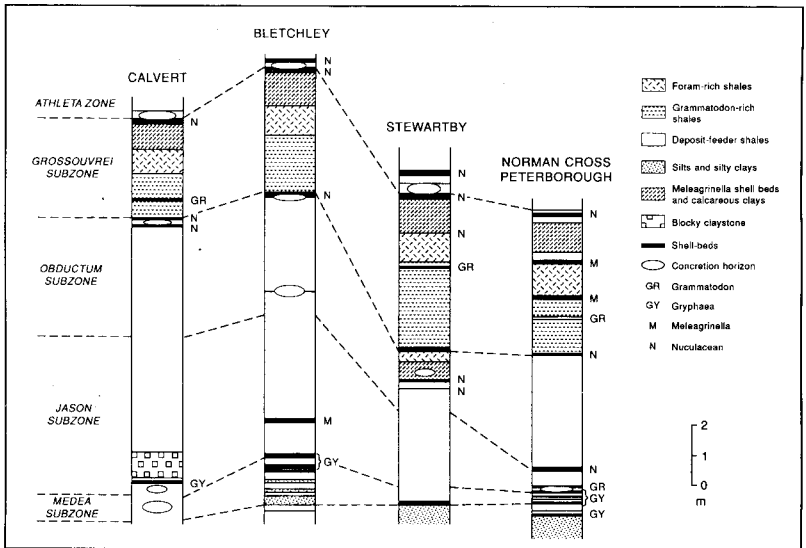 CALVERT
BLETCHLEY
STEWARTBY
NORMAN CROSS
PETERBOROUGH
ATHLETA ZONE
GROSSOUVREI
SUBZONE
OBDUCTUM
SUBZONE
JASON
SUBZONE
MEDEA
SUBZONE
N
GR
N
N
GY
N
N
N
M
GY
N
N
N
GR
N
N
N
M
M
GR
N
N
GR
GY
GY
Foram-rich shales
Grammatodon-rich
shales
Deposit-feeder shales
Silts and silty clays
Meleagrinella shell beds
and calcareous clays
Blocky claystone
Shell-beds
Concretion horizon
GR Grammatodon
GY Gryphaea
M Meleagrinella
N Nuculacean
2
1
0
m